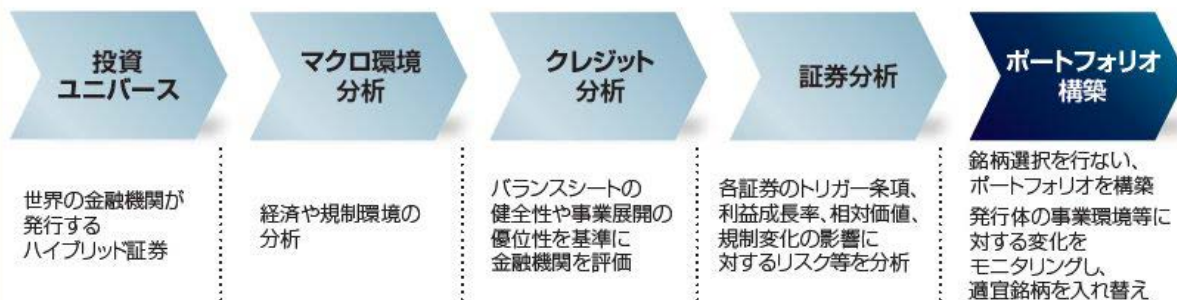 投資
ユニバース
マクロ環境
分析
クレジット
分析
証券分析
ポートフォリオ
構築
世界の金融機関が
発行する
ハイブリッド証券
経済や規制環境の
分析
バランスシートの
健全性や事業展開の
優位性を基準に
金融機関を評価
各証券のトリガー条項、
利益成長率、相対価値、
規制変化の影響に
対するリスク等を分析
銘柄選択を行ない、
ポートフォリオを構築
発行体の事業環境等に
対する変化を
モニタリングし、
適宜銘柄を入れ替え